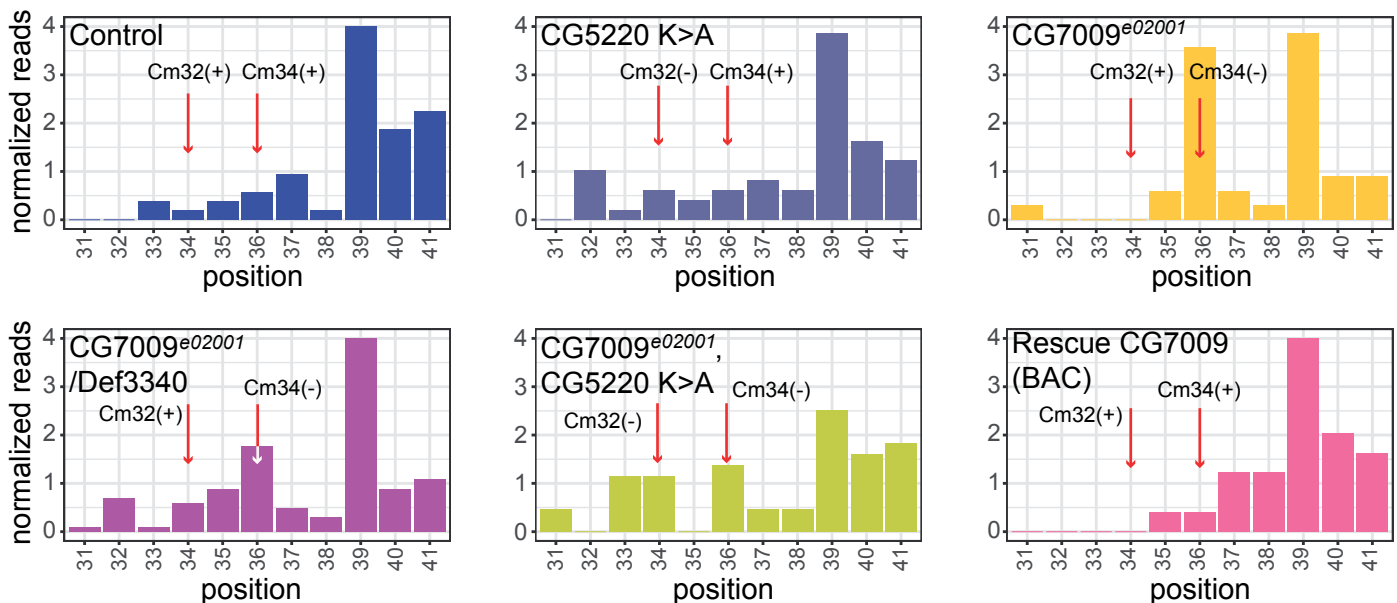 Control
Cm32(+) Cm34(+)
normalized reads
4
3
2
1
0
31 32 33 34 35 36 37 38 39 40 41
position
CG5220 K>A
Cm32(-) Cm34(+)
4
3
2
1
0
31 32 33 34 35 36 37 38 39 40 41
position
CG7009e02001
Cm32(+) Cm34(-)
4
3
2
1
0
31 32 33 34 35 36 37 38 39 40 41
position
CG7009e02001
/Def3340
Cm34(-)
Cm32(+)
normalized reads
4
3
2
1
0
31 32 33 34 35 36 37 38 39 40 41
position
CG7009e02001,
CG5220 K>A
Cm34(-)
Cm32(-)
4
3
2
1
0
31 32 33 34 35 36 37 38 39 40 41
position
Rescue CG7009
(BAC)
Cm34(+)
Cm32(+)
4
3
2
1
0
31 32 33 34 35 36 37 38 39 40 41
position